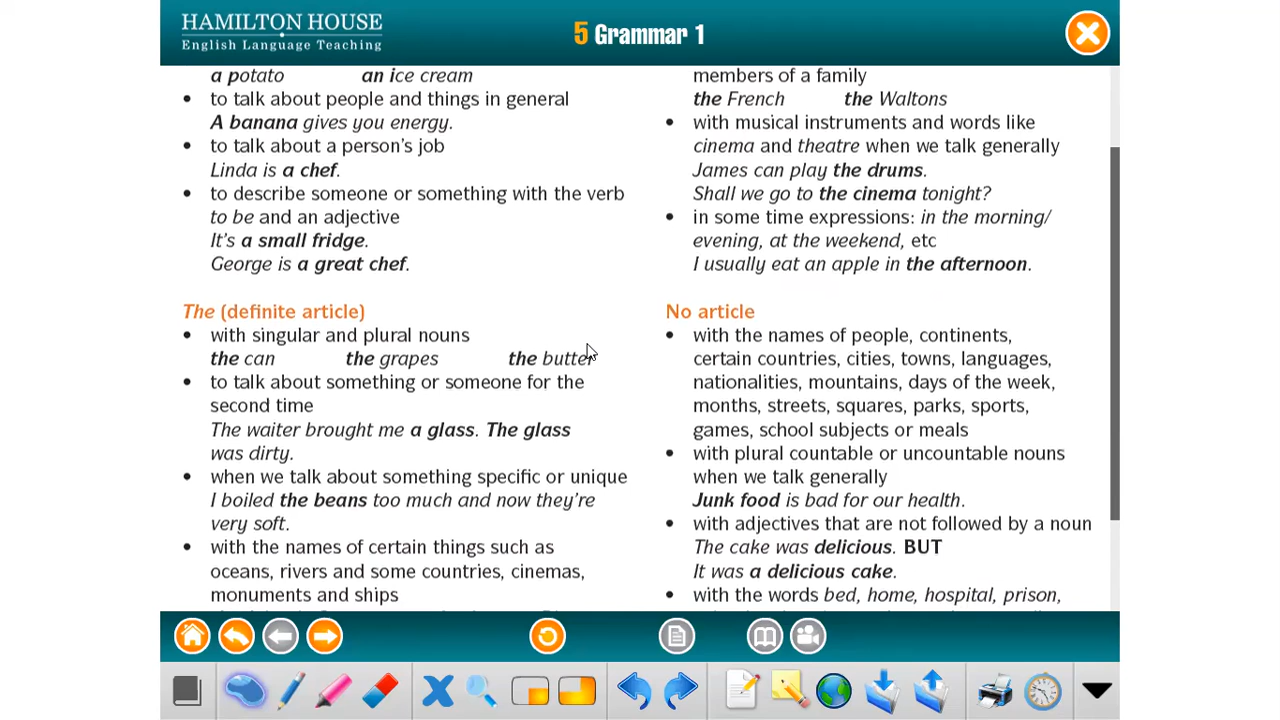 HAMILTON HOUSE
English Language Teaching
5 Grammar 1
a potato an ice cream
• to talk about people and things in general
A banana gives you energy.
• to talk about a person's job
Linda is a chef.
• to describe someone or something with the verb
to be and an adjective
It's a small fridge.
George is a great chef.
The (definite article)
• with singular and plural nouns
the can the grapes the butter
• to talk about something or someone for the
second time
The waiter brought me a glass. The glass
was dirty.
• when we talk about something specific or unique
I boiled the beans too much and now they're
very soft.
• with the names of certain things such as
oceans, rivers and some countries, cinemas,
monuments and ships
members of a family
the French the Waltons
• with musical instruments and words like
cinema and theatre when we talk generally
James can play the drums.
Shall we go to the cinema tonight?
• in some time expressions: in the morning/
evening, at the weekend, etc
I usually eat an apple in the afternoon.
No article
• with the names of people, continents,
certain countries, cities, towns, languages,
nationalities, mountains, days of the week,
months, streets, squares, parks, sports,
games, school subjects or meals
• with plural countable or uncountable nouns
when we talk generally
Junk food is bad for our health.
• with adjectives that are not followed by a noun
The cake was delicious. BUT
It was a delicious cake.
• with the words bed, home, hospital, prison,